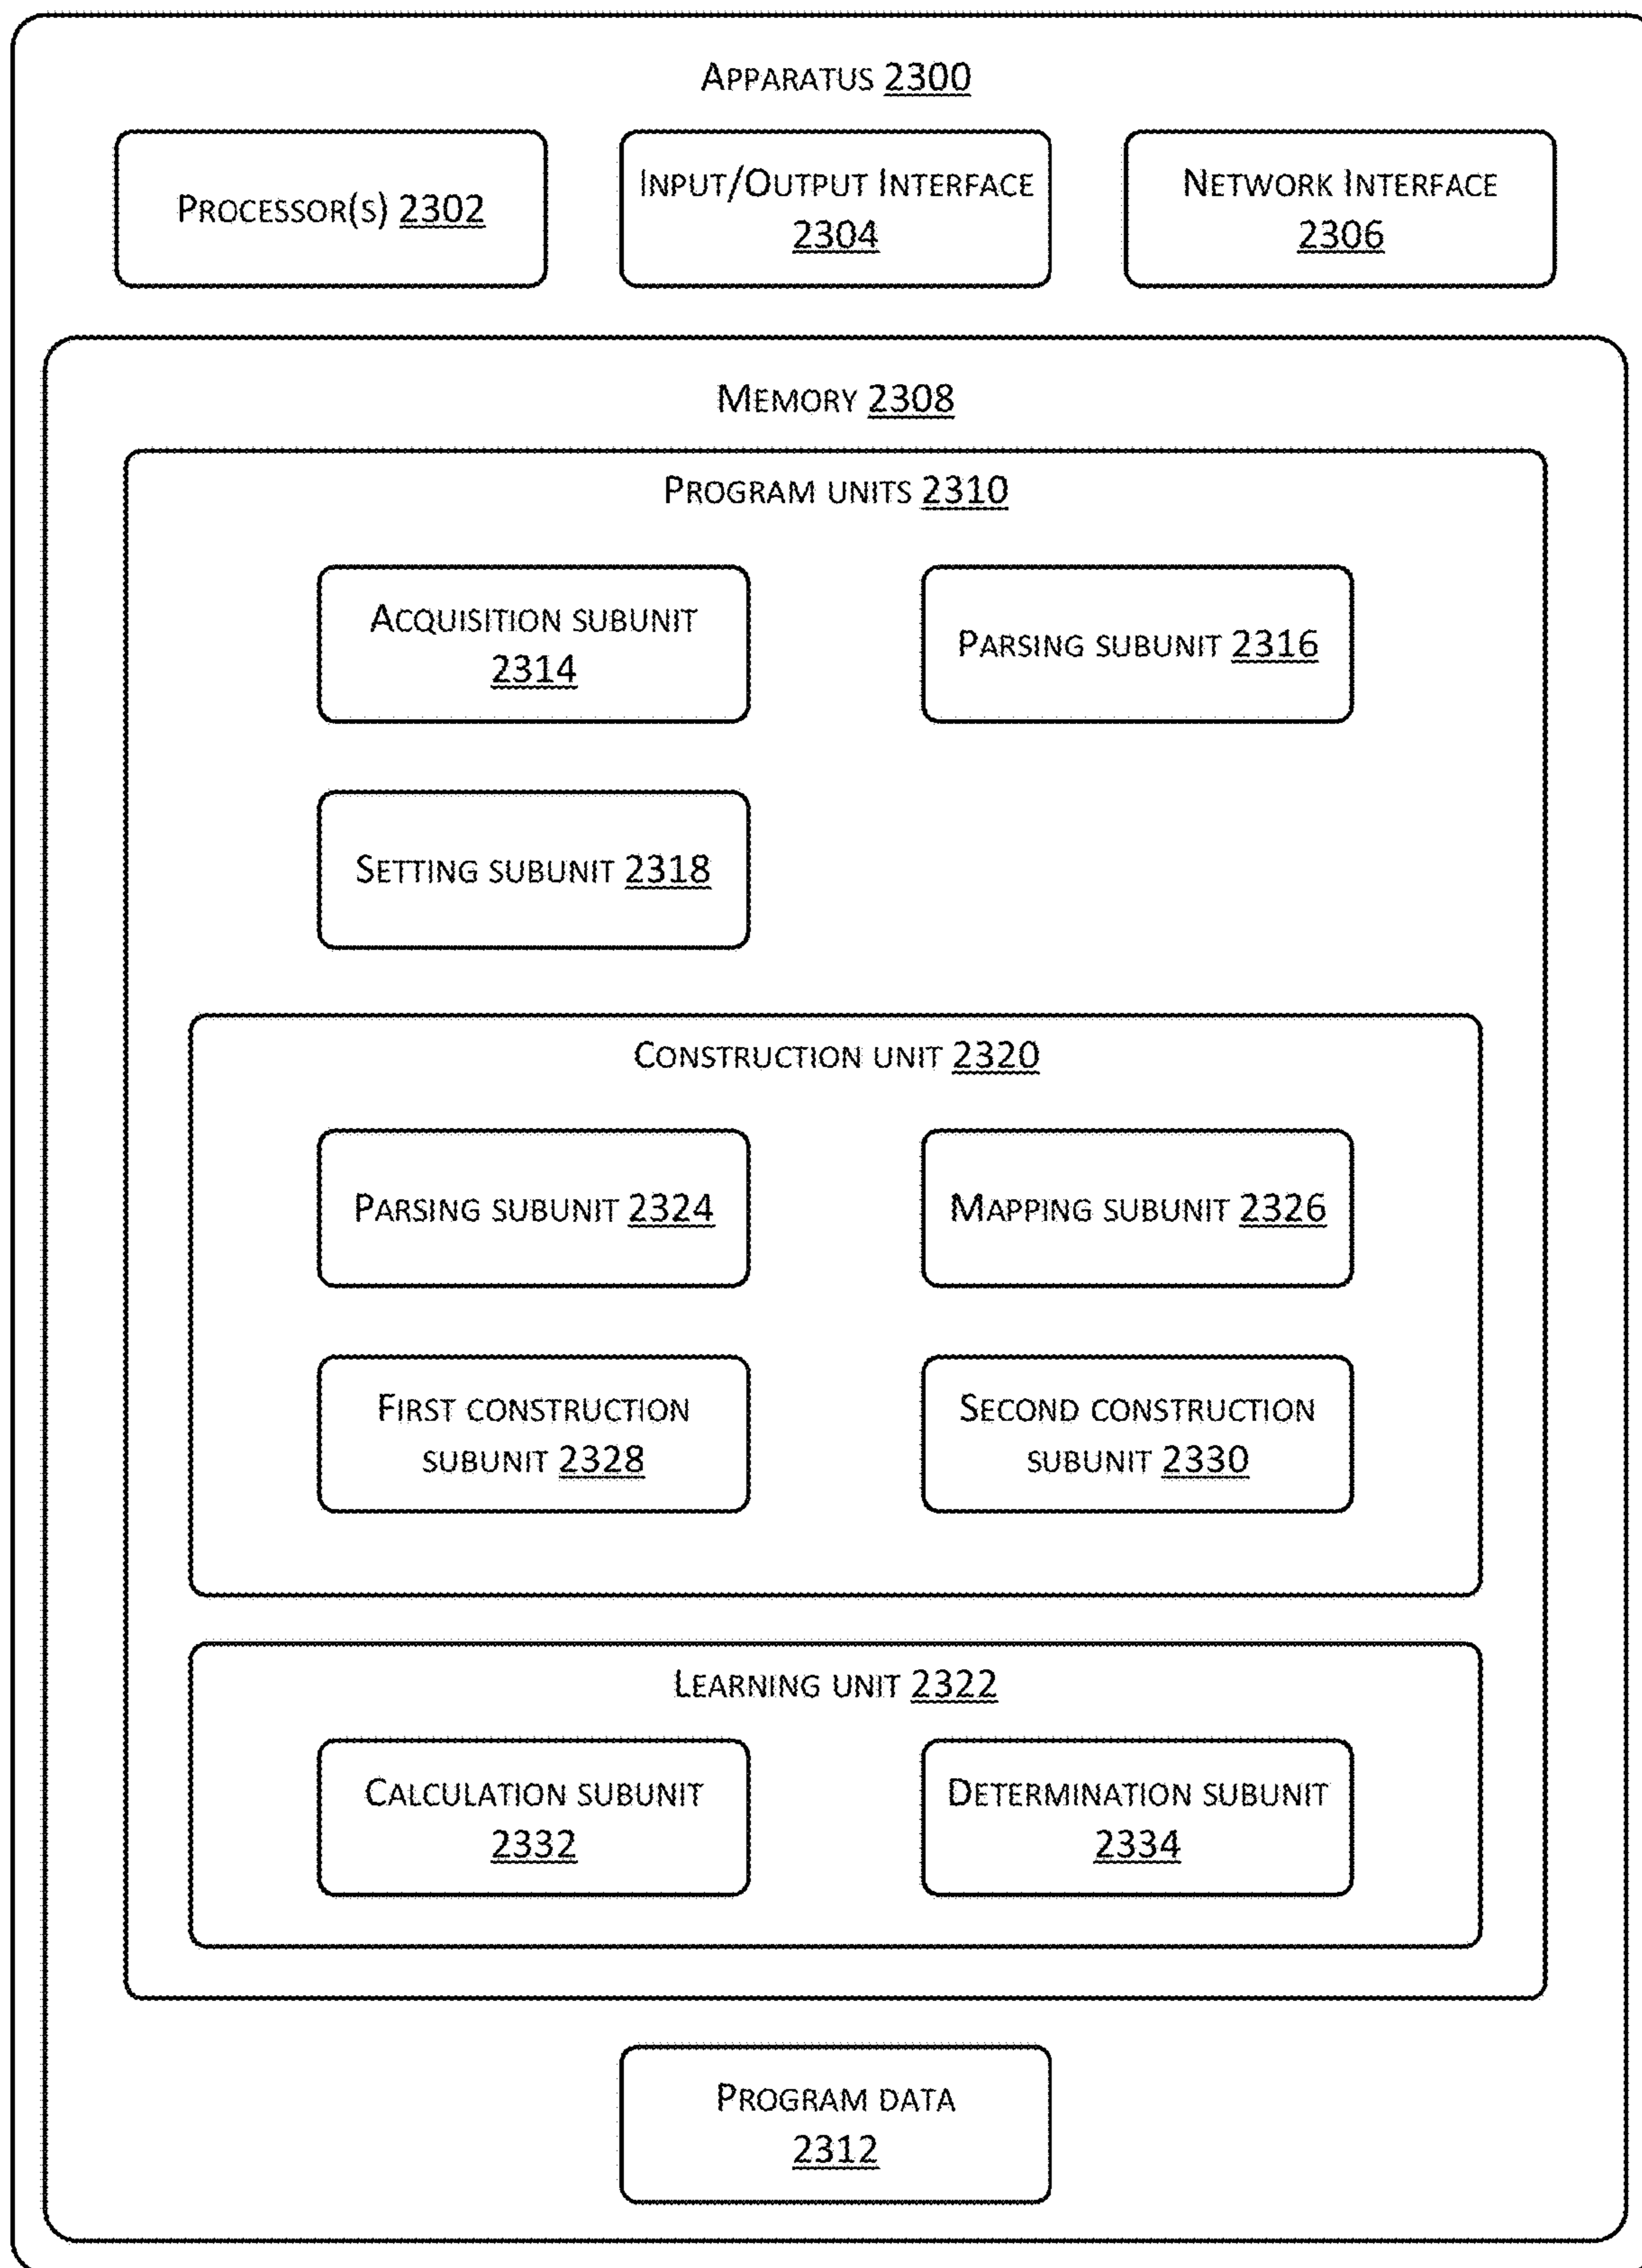 APPARATUS 2300
PROCESSOR(S) 2302
INPUT/OUTPUT INTERFACE
2304
NETWORK INTERFACE
2306
MEMORY 2308
PROGRAM UNITS 2310
ACQUISITION SUBUNIT
2314
PARSING SUBUNIT 2316
SETTING SUBUNIT 2318
CONSTRUCTION UNIT 2320
PARSING SUBUNIT 2324
MAPPING SUBUNIT 2326
FIRST CONSTRUCTION
SUBUNIT 2328
SECOND CONSTRUCTION
SUBUNIT 2330
LEARNING UNIT 2322
CALCULATION SUBUNIT
2332
DETERMINATION SUBUNIT
2334
PROGRAM DATA
2312